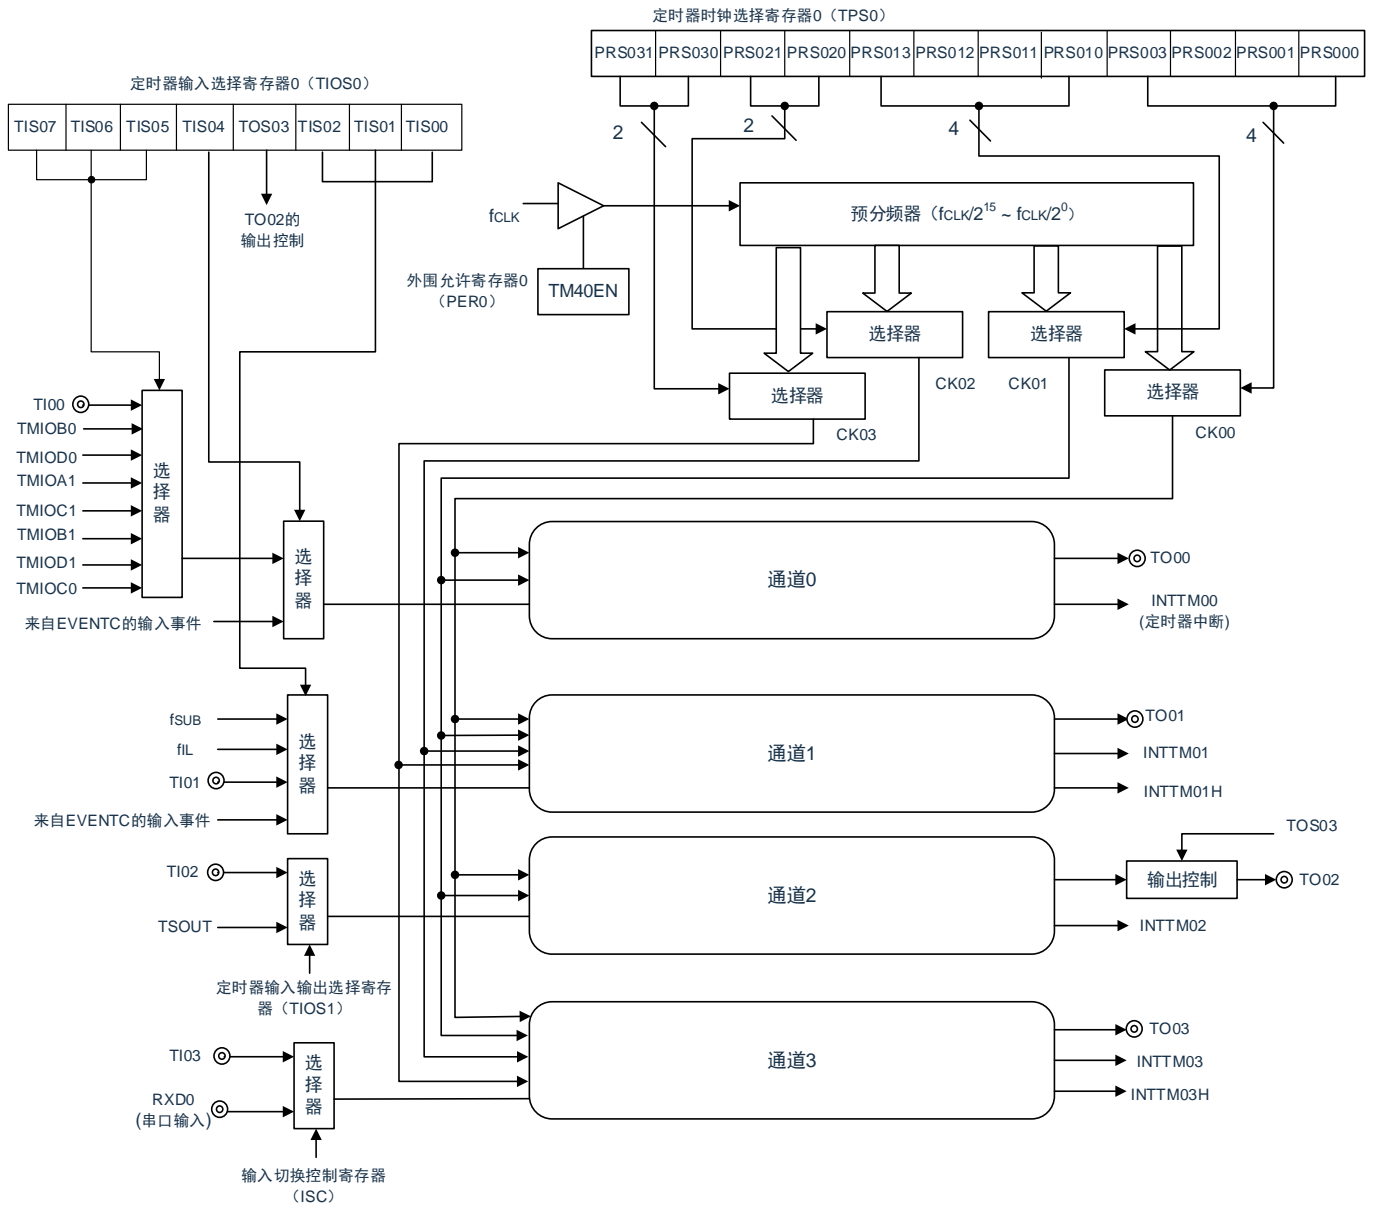 定时器时钟选择寄存器0（TPS0）
PRS031 PRS030 PRS021 PRS020 PRS013 PRS012 PRS011 PRS010 PRS003 PRS002 PRS001 PRS000
定时器输入选择寄存器0（TIOS0）
TIS07 TIS06 TIS05 TIS04 TOS03 TIS02 TIS01 TIS00
2
2
4
4
TO02的
输出控制
fCLK
预分频器（fCLK/2^15 ~ fCLK/2^0）
外围允许寄存器0
（PER0）
TM40EN
选择器
选择器
选择器
选择器
CK02
CK01
CK03
CK00
TI00
TMIOB0
TMIOD0
TMIOA1
TMIOC1
TMIOB1
TMIOD1
TMIOC0
选择器
来自EVENTC的输入事件
选择器
通道0
TO00
INTTM00
(定时器中断)
fSUB
fIL
TI01
来自EVENTC的输入事件
选择器
通道1
TO01
INTTM01
INTTM01H
TOS03
TI02
TSOUT
选择器
定时器输入输出选择寄存
器（TIOS1）
通道2
输出控制
TO02
INTTM02
TI03
RXD0
(串口输入)
选择器
输入切换控制寄存器
（ISC）
通道3
TO03
INTTM03
INTTM03H